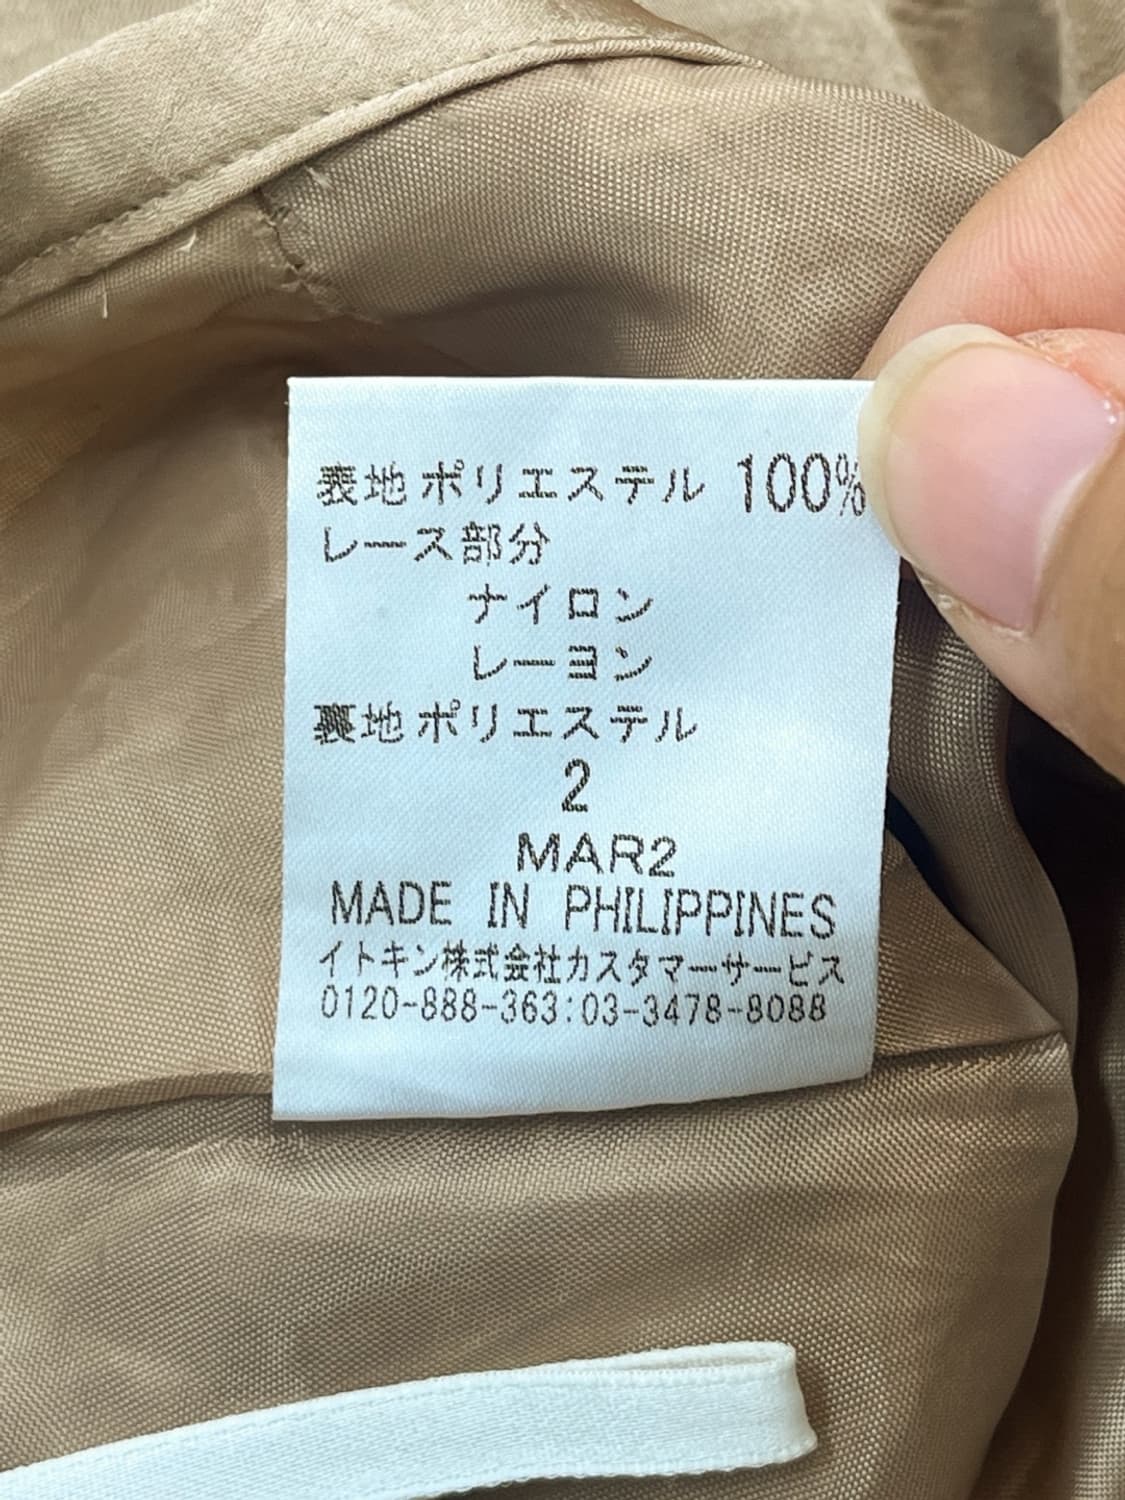 表地 ポリエステル 100%
レース部分
ナイロン
レーヨン
裏地 ポリエステル
2
MAR2
MADE IN PHILIPPINES
イトキン株式会社カスタマーサービス
0120-888-363:03-3478-8088